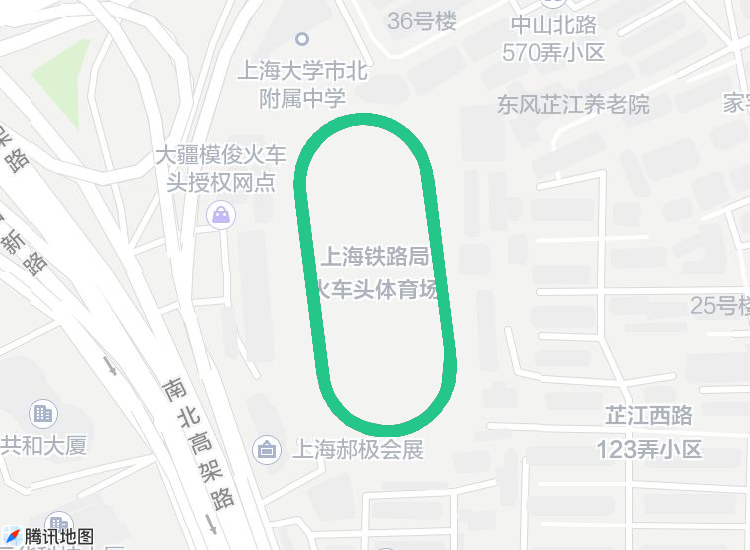 36号楼
中山北路
570弄小区
上海大学市北
附属中学
东风芷江养老院
大疆模俊火车
头授权网点
新
路
上海铁路局
火车头体育场
25号楼
南北高架路
芷江西路
123弄小区
共和大厦
上海郝极会展
腾讯地图